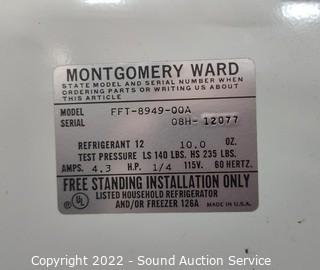 MONTGOMERY WARD
STATE MODEL AND SERIAL NUMBER WHEN
ORDERING PARTS OR WRITING US ABOUT
THIS ARTICLE
MODEL FFT-8949-00A
SERIAL 08H-12077
REFRIGERANT 12 10.0 OZ.
TEST PRESSURE LS 140 LBS. HS 235 LBS.
AMPS. 4.3 H.P. 1/4 115V. 60 HERTZ.
FREE STANDING INSTALLATION ONLY
UL LISTED HOUSEHOLD REFRIGERATOR
AND/OR FREEZER 126A MADE IN U.S.A.
Copyright 2022 - Sound Auction Service